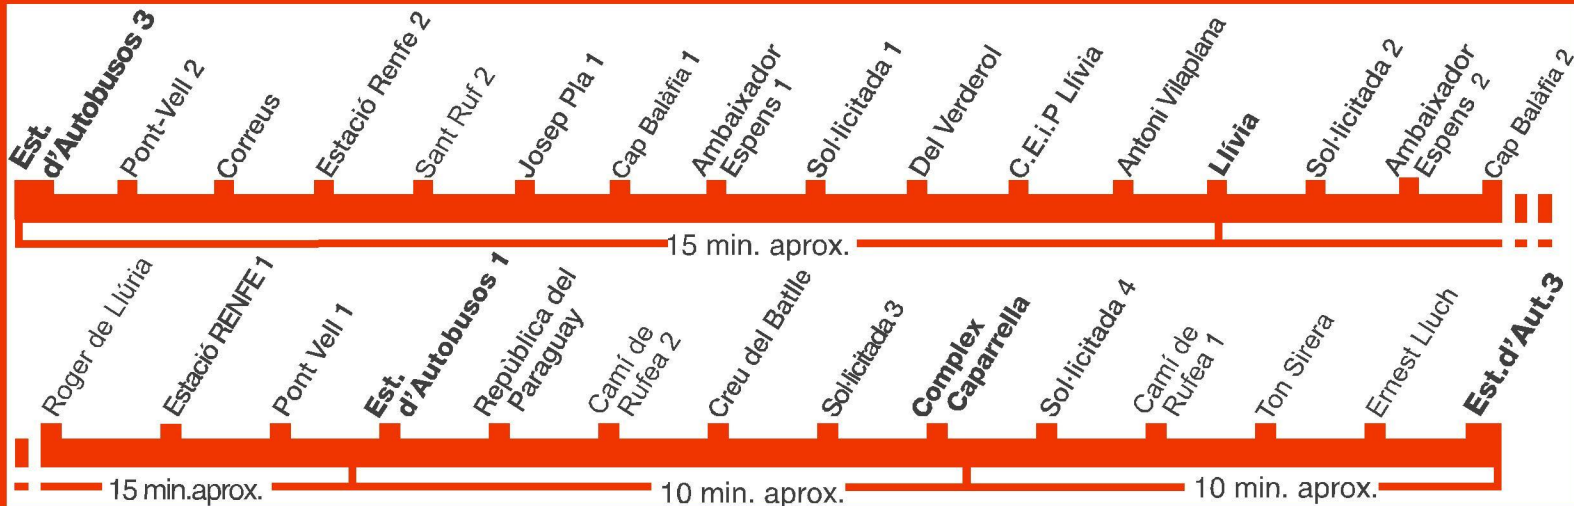 Est.
d'Autobusos 3
Pont-Vell 2
Correus
Estació Renfe 2
Sant Ruf 2
Josep Pla 1
Cap Balàfia 1
Ambaixador
Espens 1
Sol·licitada 1
Del Verderol
C.E.i.P Llívia
Antoni Vilaplana
Llívia
Sol·licitada 2
Ambaixador
Espens 2
Cap Balàfia 2
15 min. aprox.
Roger de Llúria
Estació RENFE 1
Pont Vell 1
Est.
d'Autobusos 1
Repùblica del
Paraguay
Camí de
Rufea 2
Creu del Batlle
Sol·licitada 3
Complex
Caparrella
Sol·licitada 4
Camí de
Rufea 1
Ton Sirera
Ernest Lluch
Est.d'Aut.3
15 min.aprox.
10 min. aprox.
10 min. aprox.